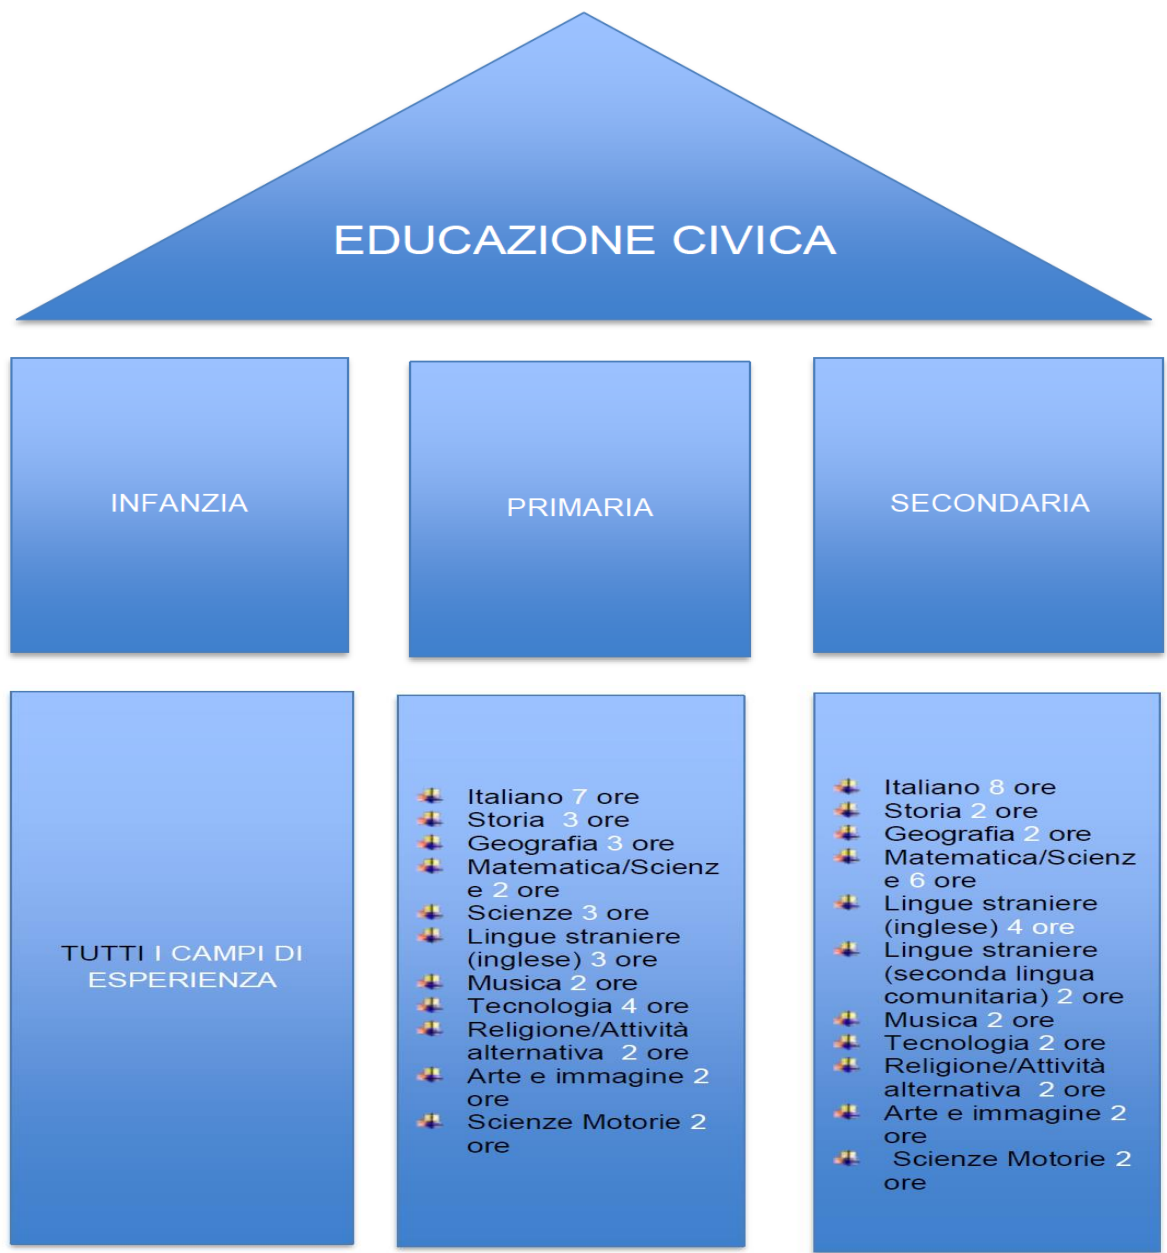 EDUCAZIONE CIVICA
INFANZIA
PRIMARIA
SECONDARIA
TUTTI I CAMPI DI
ESPERIENZA
Italiano 7 ore
Storia  3 ore
Geografia 3 ore
Matematica/Scienz
e 2 ore
Scienze 3 ore
Lingue straniere
(inglese) 3 ore
Musica 2 ore
Tecnologia 4 ore
Religione/Attività
alternativa  2 ore
Arte e immagine 2
ore
Scienze Motorie 2
ore
Italiano 8 ore
Storia 2 ore
Geografia 2 ore
Matematica/Scienz
e 6 ore
Lingue straniere
(inglese) 4 ore
Lingue straniere
(seconda lingua
comunitaria) 2 ore
Musica 2 ore
Tecnologia 2 ore
Religione/Attività
alternativa  2 ore
Arte e immagine 2
ore
Scienze Motorie 2
ore